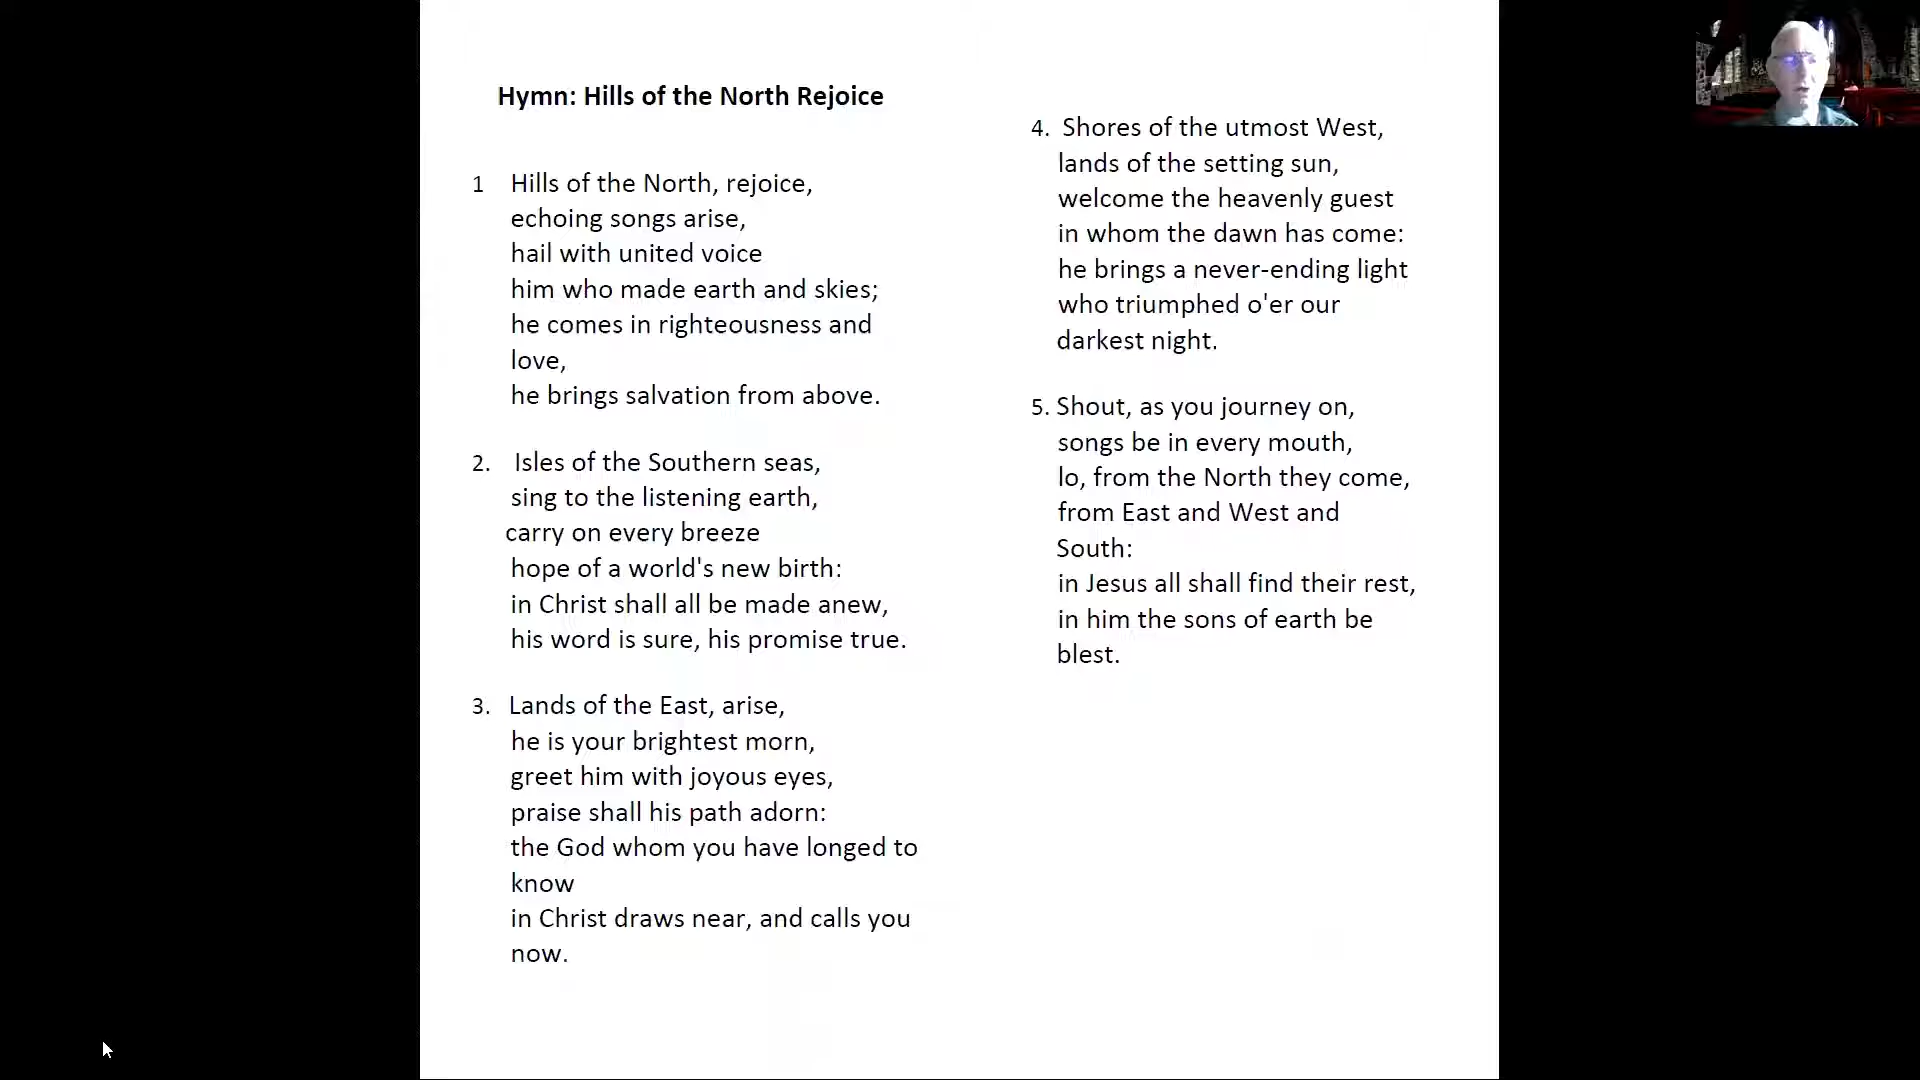 Hymn: Hills of the North Rejoice
1 Hills of the North, rejoice,
echoing songs arise,
hail with united voice
him who made earth and skies;
he comes in righteousness and
love,
he brings salvation from above.
2. Isles of the Southern seas,
sing to the listening earth,
carry on every breeze
hope of a world's new birth:
in Christ shall all be made anew,
his word is sure, his promise true.
3. Lands of the East, arise,
he is your brightest morn,
greet him with joyous eyes,
praise shall his path adorn:
the God whom you have longed to
know
in Christ draws near, and calls you
now.
4. Shores of the utmost West,
lands of the setting sun,
welcome the heavenly guest
in whom the dawn has come:
he brings a never-ending light
who triumphed o'er our
darkest night.
5. Shout, as you journey on,
songs be in every mouth,
lo, from the North they come,
from East and West and
South:
in Jesus all shall find their rest,
in him the sons of earth be
blest.